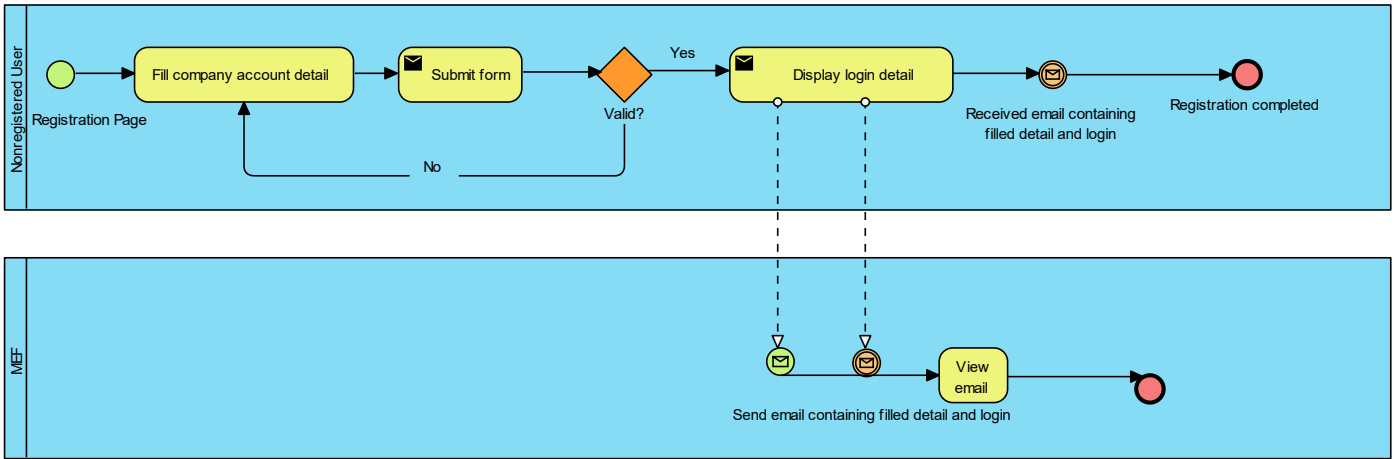 Nonregistered User
Registration Page
Fill company account detail
Submit form
Valid?
Yes
No
Display login detail
Received email containing
filled detail and login
Registration completed
MEF
Send email containing filled detail and login
View
email